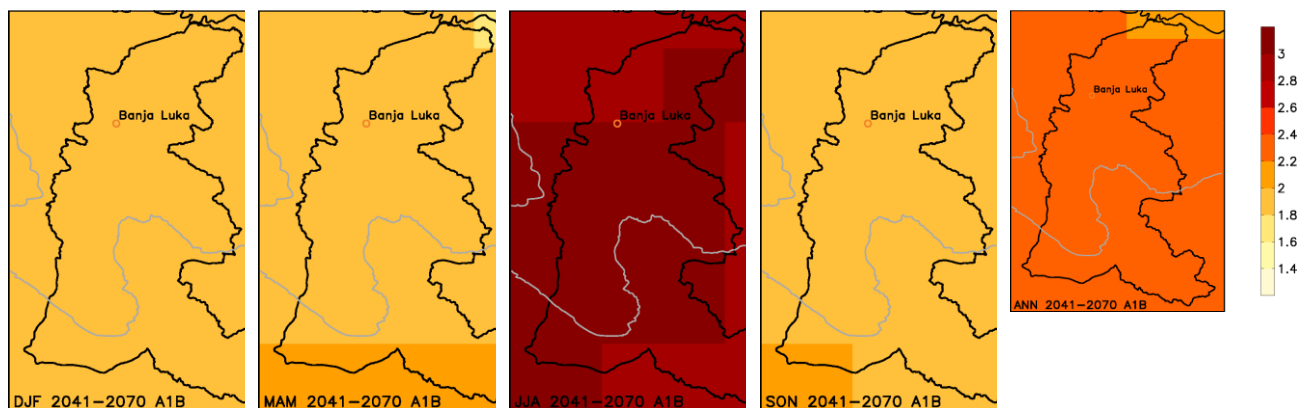 Banja Luka
DJF 2041-2070 A1B
Banja Luka
MAM 2041-2070 A1B
Banja Luka
JJA 2041-2070 A1B
Banja Luka
SON 2041-2070 A1B
Banja Luka
ANN 2041-2070 A1B
3
2.8
2.6
2.4
2.2
2
1.8
1.6
1.4